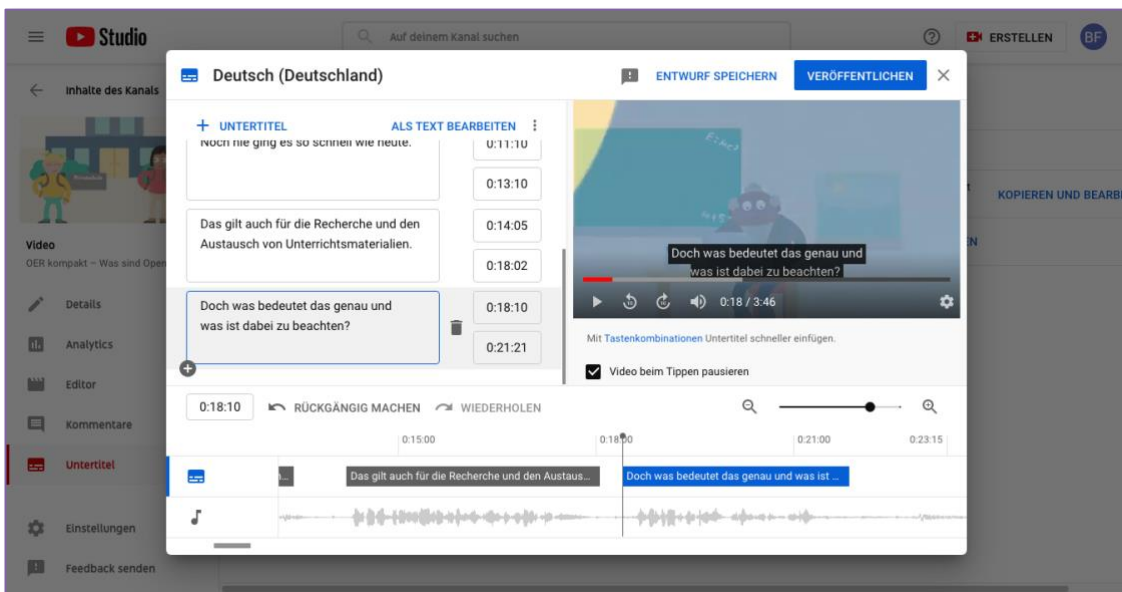 Studio
Auf deinem Kanal suchen
ERSTELLEN
BF
Inhalte des Kanals
Video
OER kompakt – Was sind Open
Details
Analytics
Editor
Kommentare
Untertitel
Einstellungen
Feedback senden
KOPIEREN UND BEARB
EN
Deutsch (Deutschland)
ENTWURF SPEICHERN
VERÖFFENTLICHEN
+ UNTERTITEL
ALS TEXT BEARBEITEN
Noch nie ging es so schnell wie heute.
0:11:10
0:13:10
Das gilt auch für die Recherche und den
Austausch von Unterrichtsmaterialien.
0:14:05
0:18:02
Doch was bedeutet das genau und
was ist dabei zu beachten?
0:18:10
0:21:21
Doch was bedeutet das genau und
was ist dabei zu beachten?
0:18 / 3:46
Mit Tastenkombinationen Untertitel schneller einfügen.
Video beim Tippen pausieren
0:18:10
RÜCKGÄNGIG MACHEN
WIEDERHOLEN
0:15:00
0:18:00
0:21:00
0:23:15
Das gilt auch für die Recherche und den Austaus...
Doch was bedeutet das genau und was ist ...